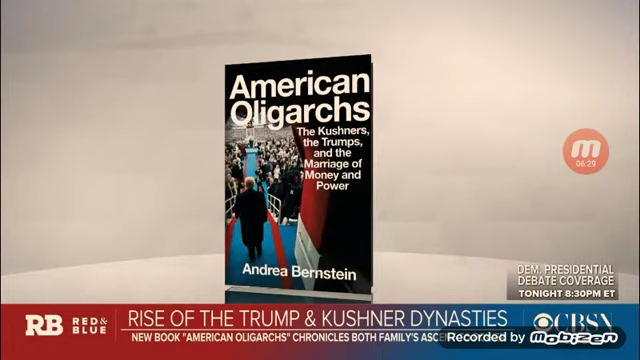 American
Oligarchs
The Kushners,
the Trumps,
and the
Marriage of
Money and
Power
Andrea Bernstein
06:29
DEM. PRESIDENTIAL
DEBATE COVERAGE
TONIGHT 8:30PM ET
RB RED &
BLUE
RISE OF THE TRUMP & KUSHNER DYNASTIES
CBSN
NEW BOOK "AMERICAN OLIGARCHS" CHRONICLES BOTH FAMILY'S
Recorded by mobizen